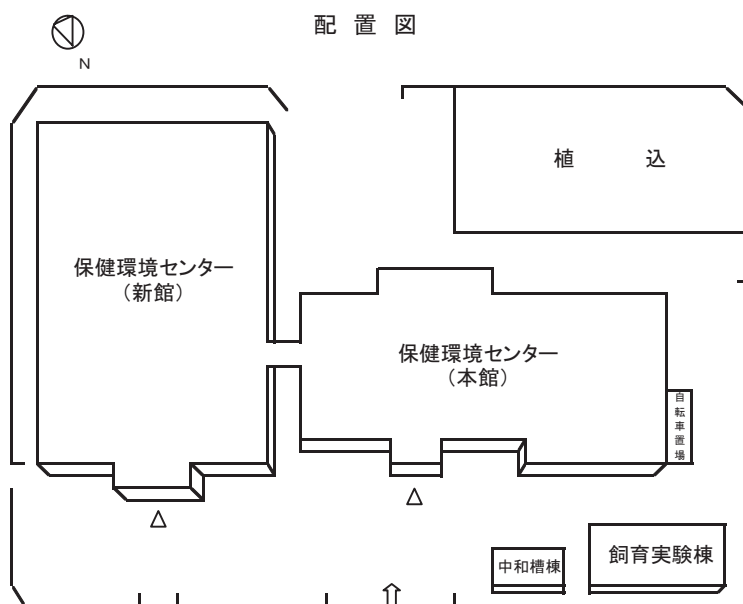 配 置 図
N
植 込
保健環境センター
（新館）
保健環境センター
（本館）
自転車置場
中和槽棟
飼育実験棟